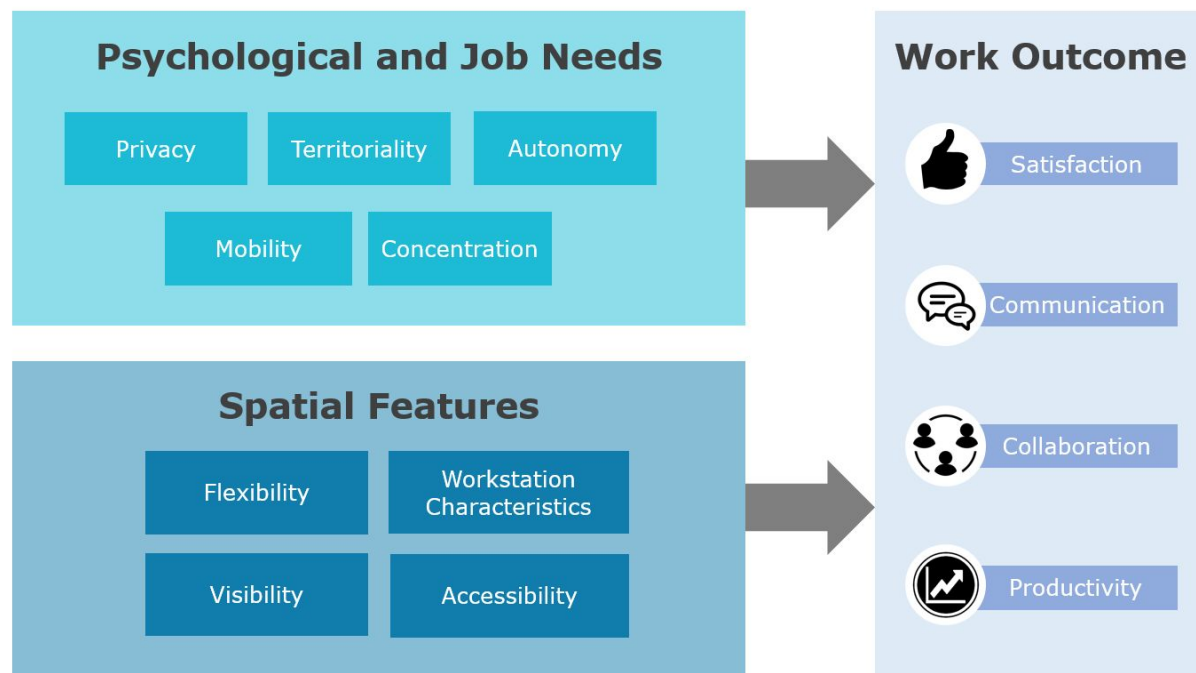 Psychological and Job Needs
Privacy
Territoriality
Autonomy
Mobility
Concentration
Spatial Features
Flexibility
Workstation
Characteristics
Visibility
Accessibility
Work Outcome
Satisfaction
Communication
Collaboration
Productivity